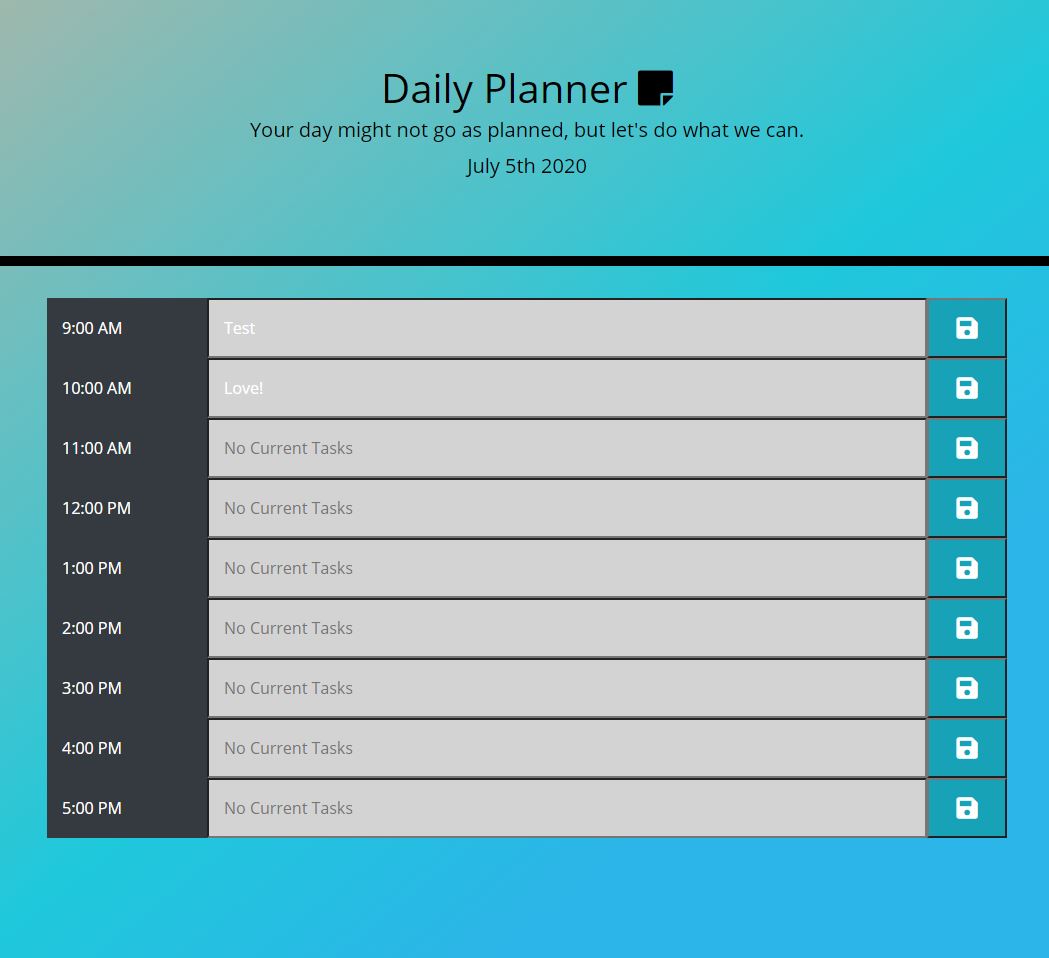 Daily Planner
Your day might not go as planned, but let's do what we can.
July 5th 2020
9:00 AM Test
10:00 AM Love!
11:00 AM No Current Tasks
12:00 PM No Current Tasks
1:00 PM No Current Tasks
2:00 PM No Current Tasks
3:00 PM No Current Tasks
4:00 PM No Current Tasks
5:00 PM No Current Tasks